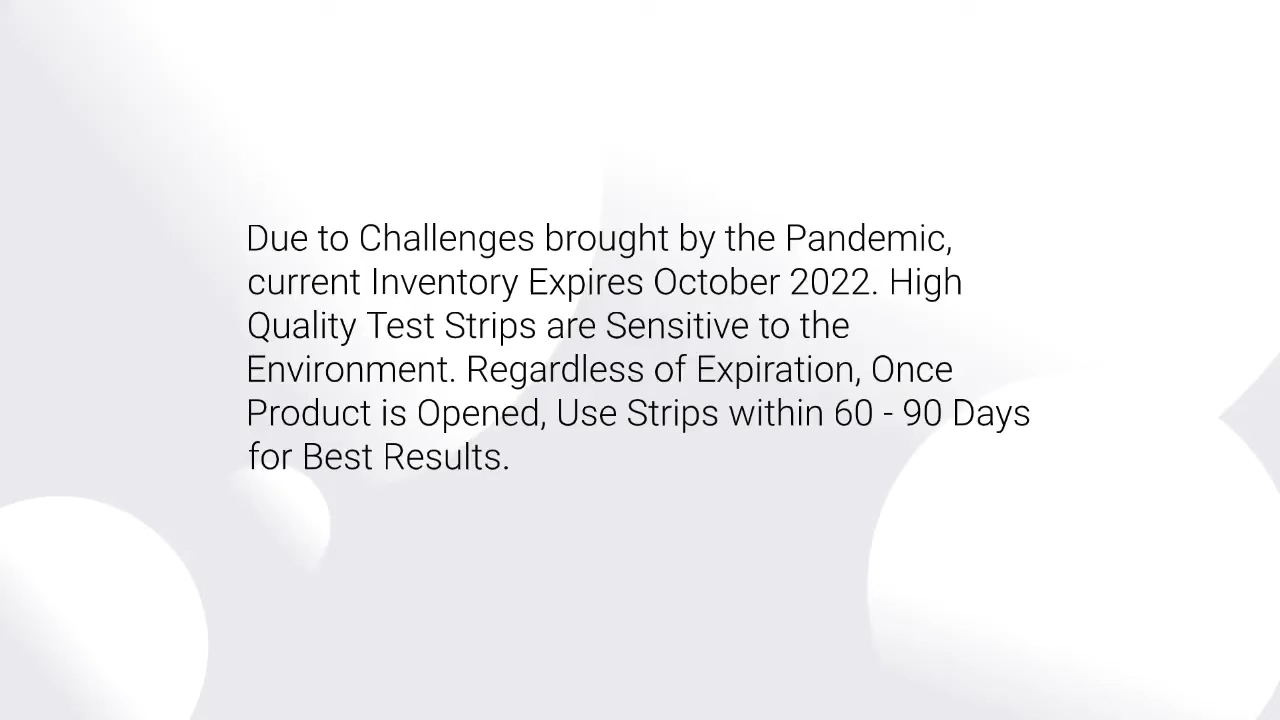 Due to Challenges brought by the Pandemic,
current Inventory Expires October 2022. High
Quality Test Strips are Sensitive to the
Environment. Regardless of Expiration, Once
Product is Opened, Use Strips within 60 - 90 Days
for Best Results.